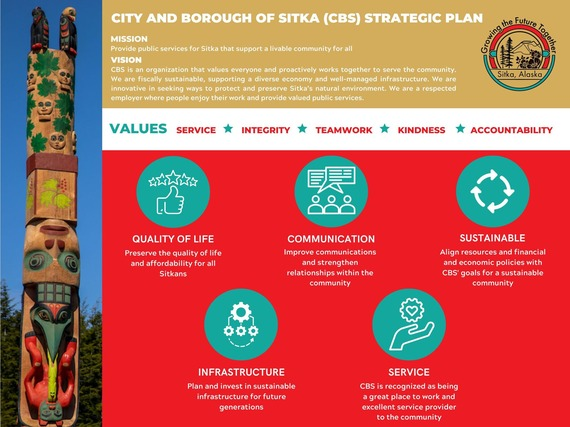 CITY AND BOROUGH OF SITKA (CBS) STRATEGIC PLAN
MISSION
Provide public services for Sitka that support a livable community for all
VISION
CBS is an organization that values everyone and proactively works together to serve the community.
We are fiscally sustainable, supporting a diverse economy and well-managed infrastructure. We are
innovative in seeking ways to protect and preserve Sitka's natural environment. We are a respected
employer where people enjoy their work and provide valued public services.
Growing the Future Together
Sitka, Alaska
VALUES SERVICE ★ INTEGRITY ★ TEAMWORK ★ KINDNESS ★ ACCOUNTABILITY
QUALITY OF LIFE
Preserve the quality of life
and affordability for all
Sitkans
COMMUNICATION
Improve communications
and strengthen
relationships within the
community
SUSTAINABLE
Align resources and financial
and economic policies with
CBS' goals for a sustainable
community
INFRASTRUCTURE
Plan and invest in sustainable
infrastructure for future
generations
SERVICE
CBS is recognized as being
a great place to work and
excellent service provider
to the community